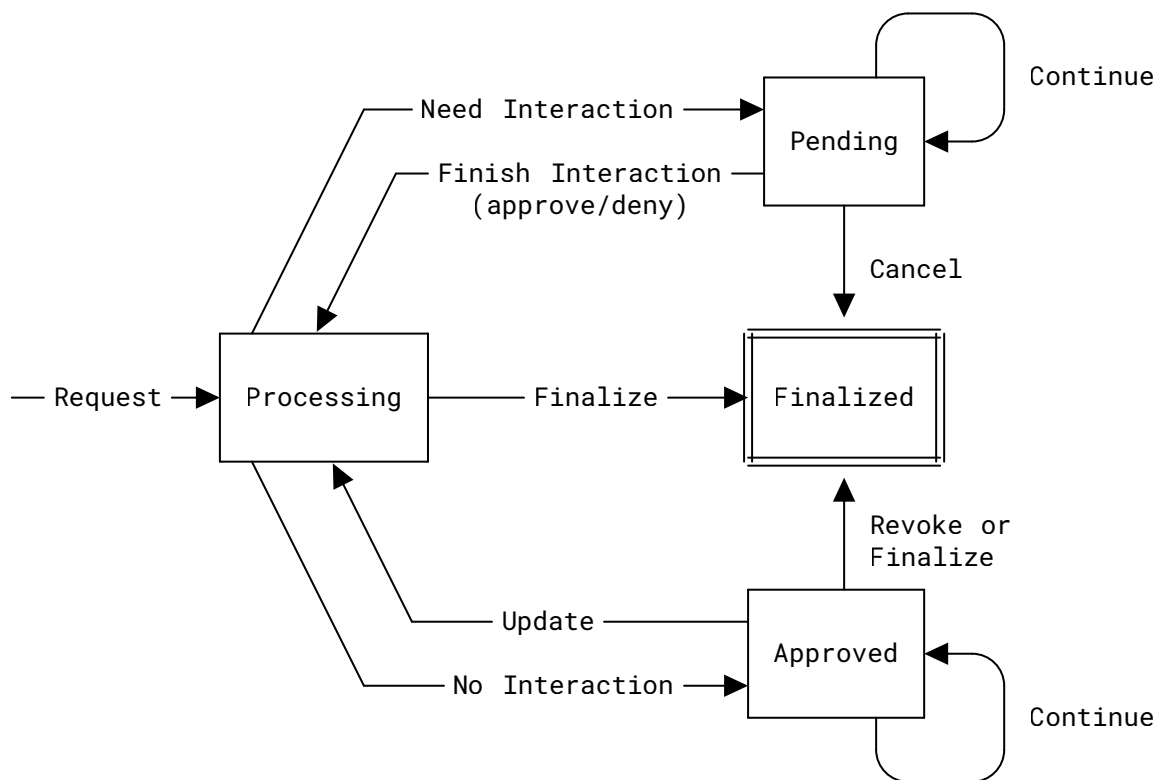 Continue
Need Interaction
Pending
Finish Interaction
(approve/deny)
Cancel
Request
Processing
Finalize
Finalized
Revoke or
Finalize
Update
Approved
No Interaction
Continue